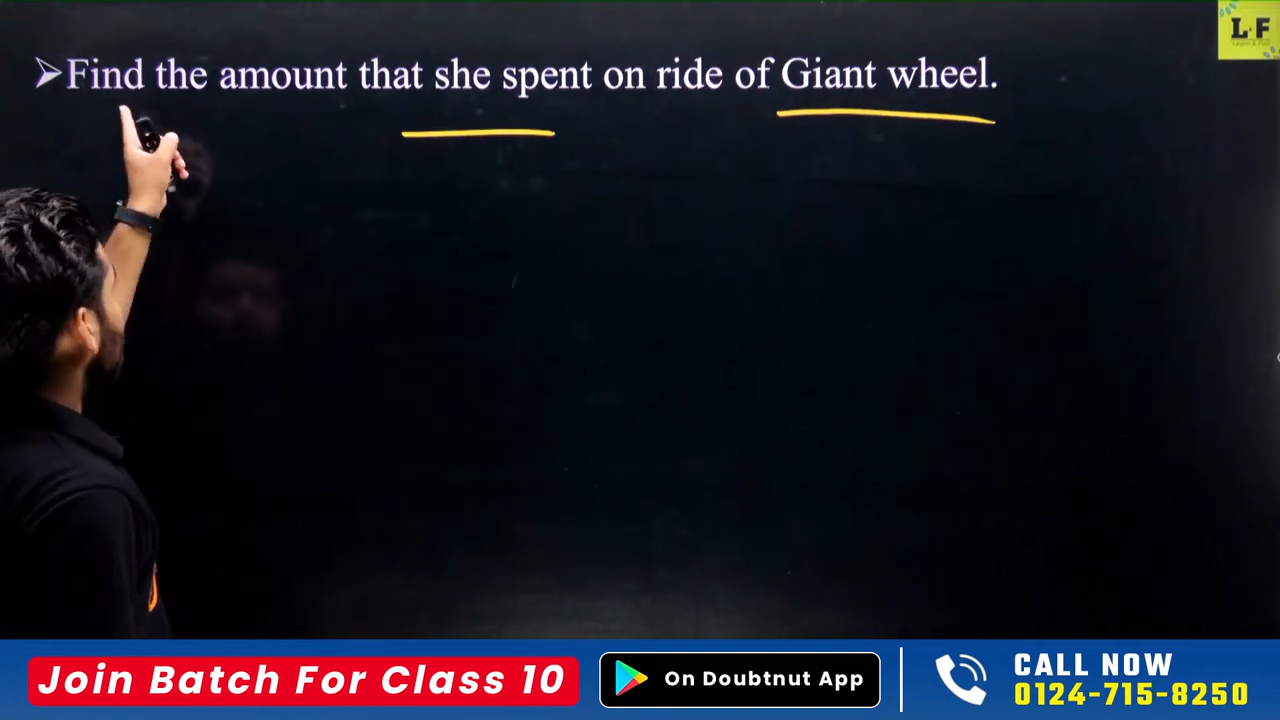 ➢Find the amount that she spent on ride of Giant wheel.
L&F
Join Batch For Class 10
On Doubtnut App
CALL NOW
0124-715-8250